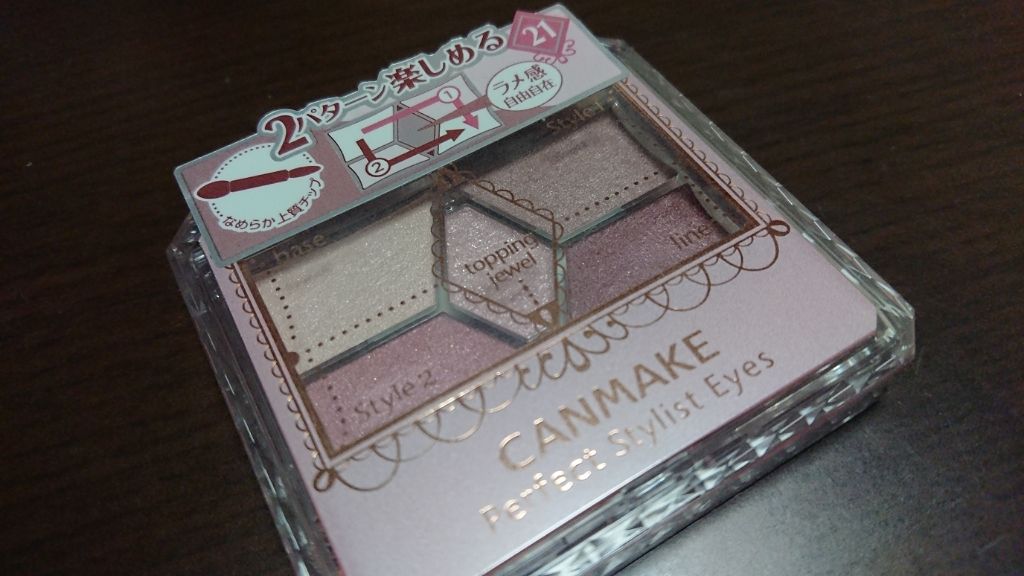 2パターン楽しめる
21
ラメ感
自由自在
①
②
なめらか上質チップ
base
Style1
topping
jewel
line
Style2
CANMAKE
Perfect Stylist Eyes